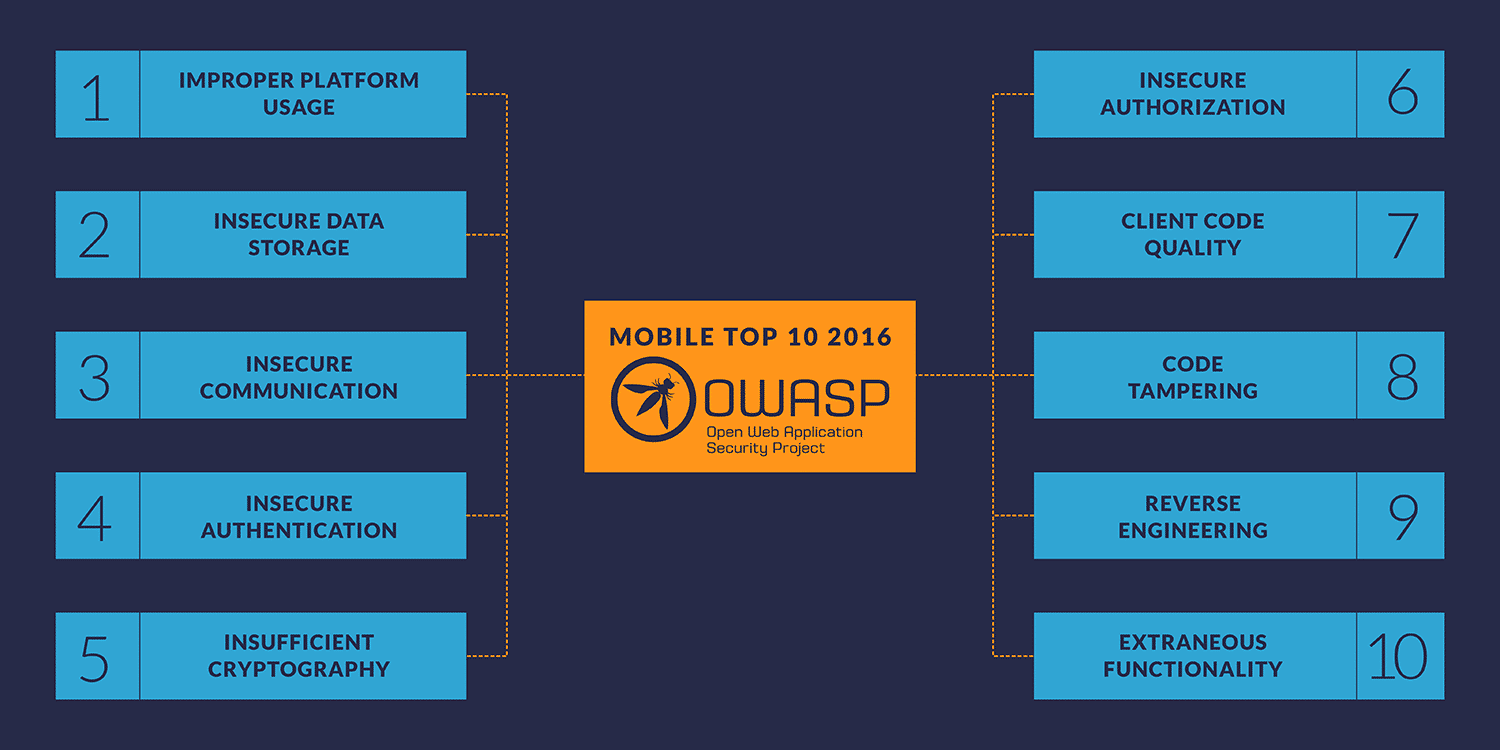 1
IMPROPER PLATFORM
USAGE
2
INSECURE DATA
STORAGE
3
INSECURE
COMMUNICATION
4
INSECURE
AUTHENTICATION
5
INSUFFICIENT
CRYPTOGRAPHY
MOBILE TOP 10 2016
OWASP
Open Web Application
Security Project
INSECURE
AUTHORIZATION
6
CLIENT CODE
QUALITY
7
CODE
TAMPERING
8
REVERSE
ENGINEERING
9
EXTRANEOUS
FUNCTIONALITY
10